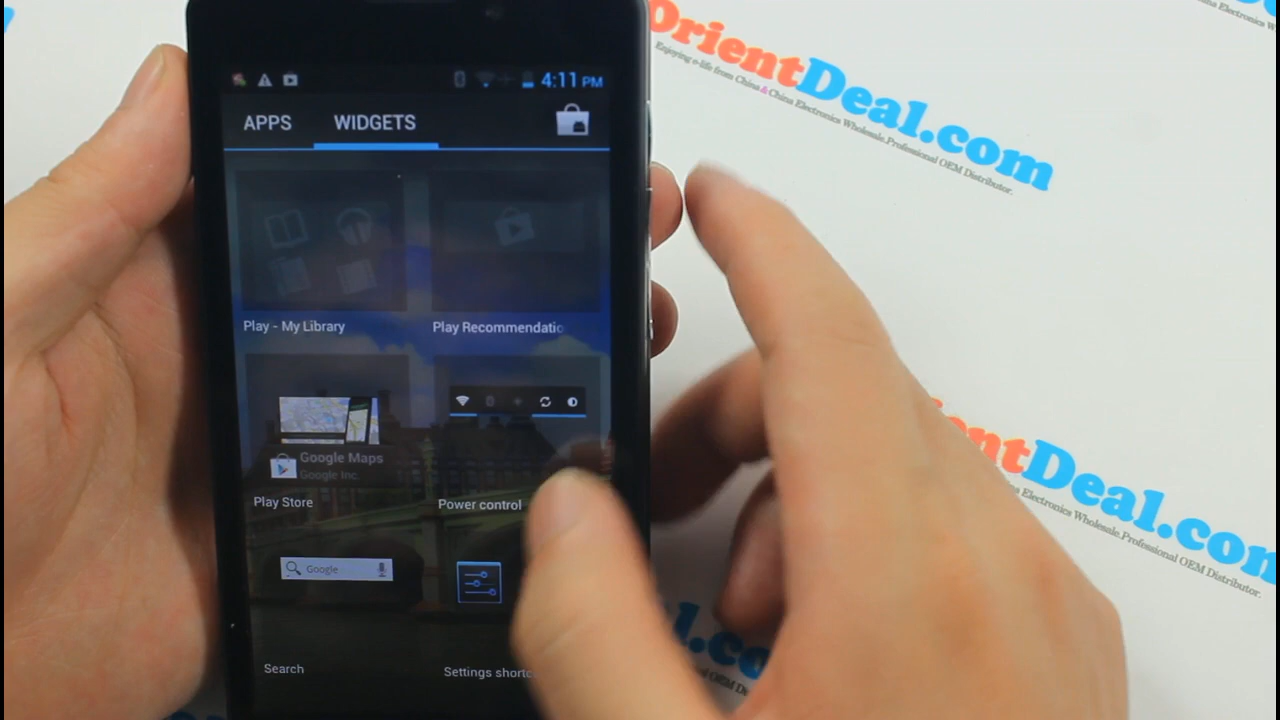 4:11 PM
APPS
WIDGETS
Play - My Library
Play Recommendatio
Google Maps
Google Inc.
Play Store
Power control
Google
Search
Settings shortc
OrientDeal.com
Enjoying e-life from China & China Electronics Wholesale.Professional OEM Distributor.
ntDeal.com
Electronics Wholesale.Professional OEM Distributor.
l.com